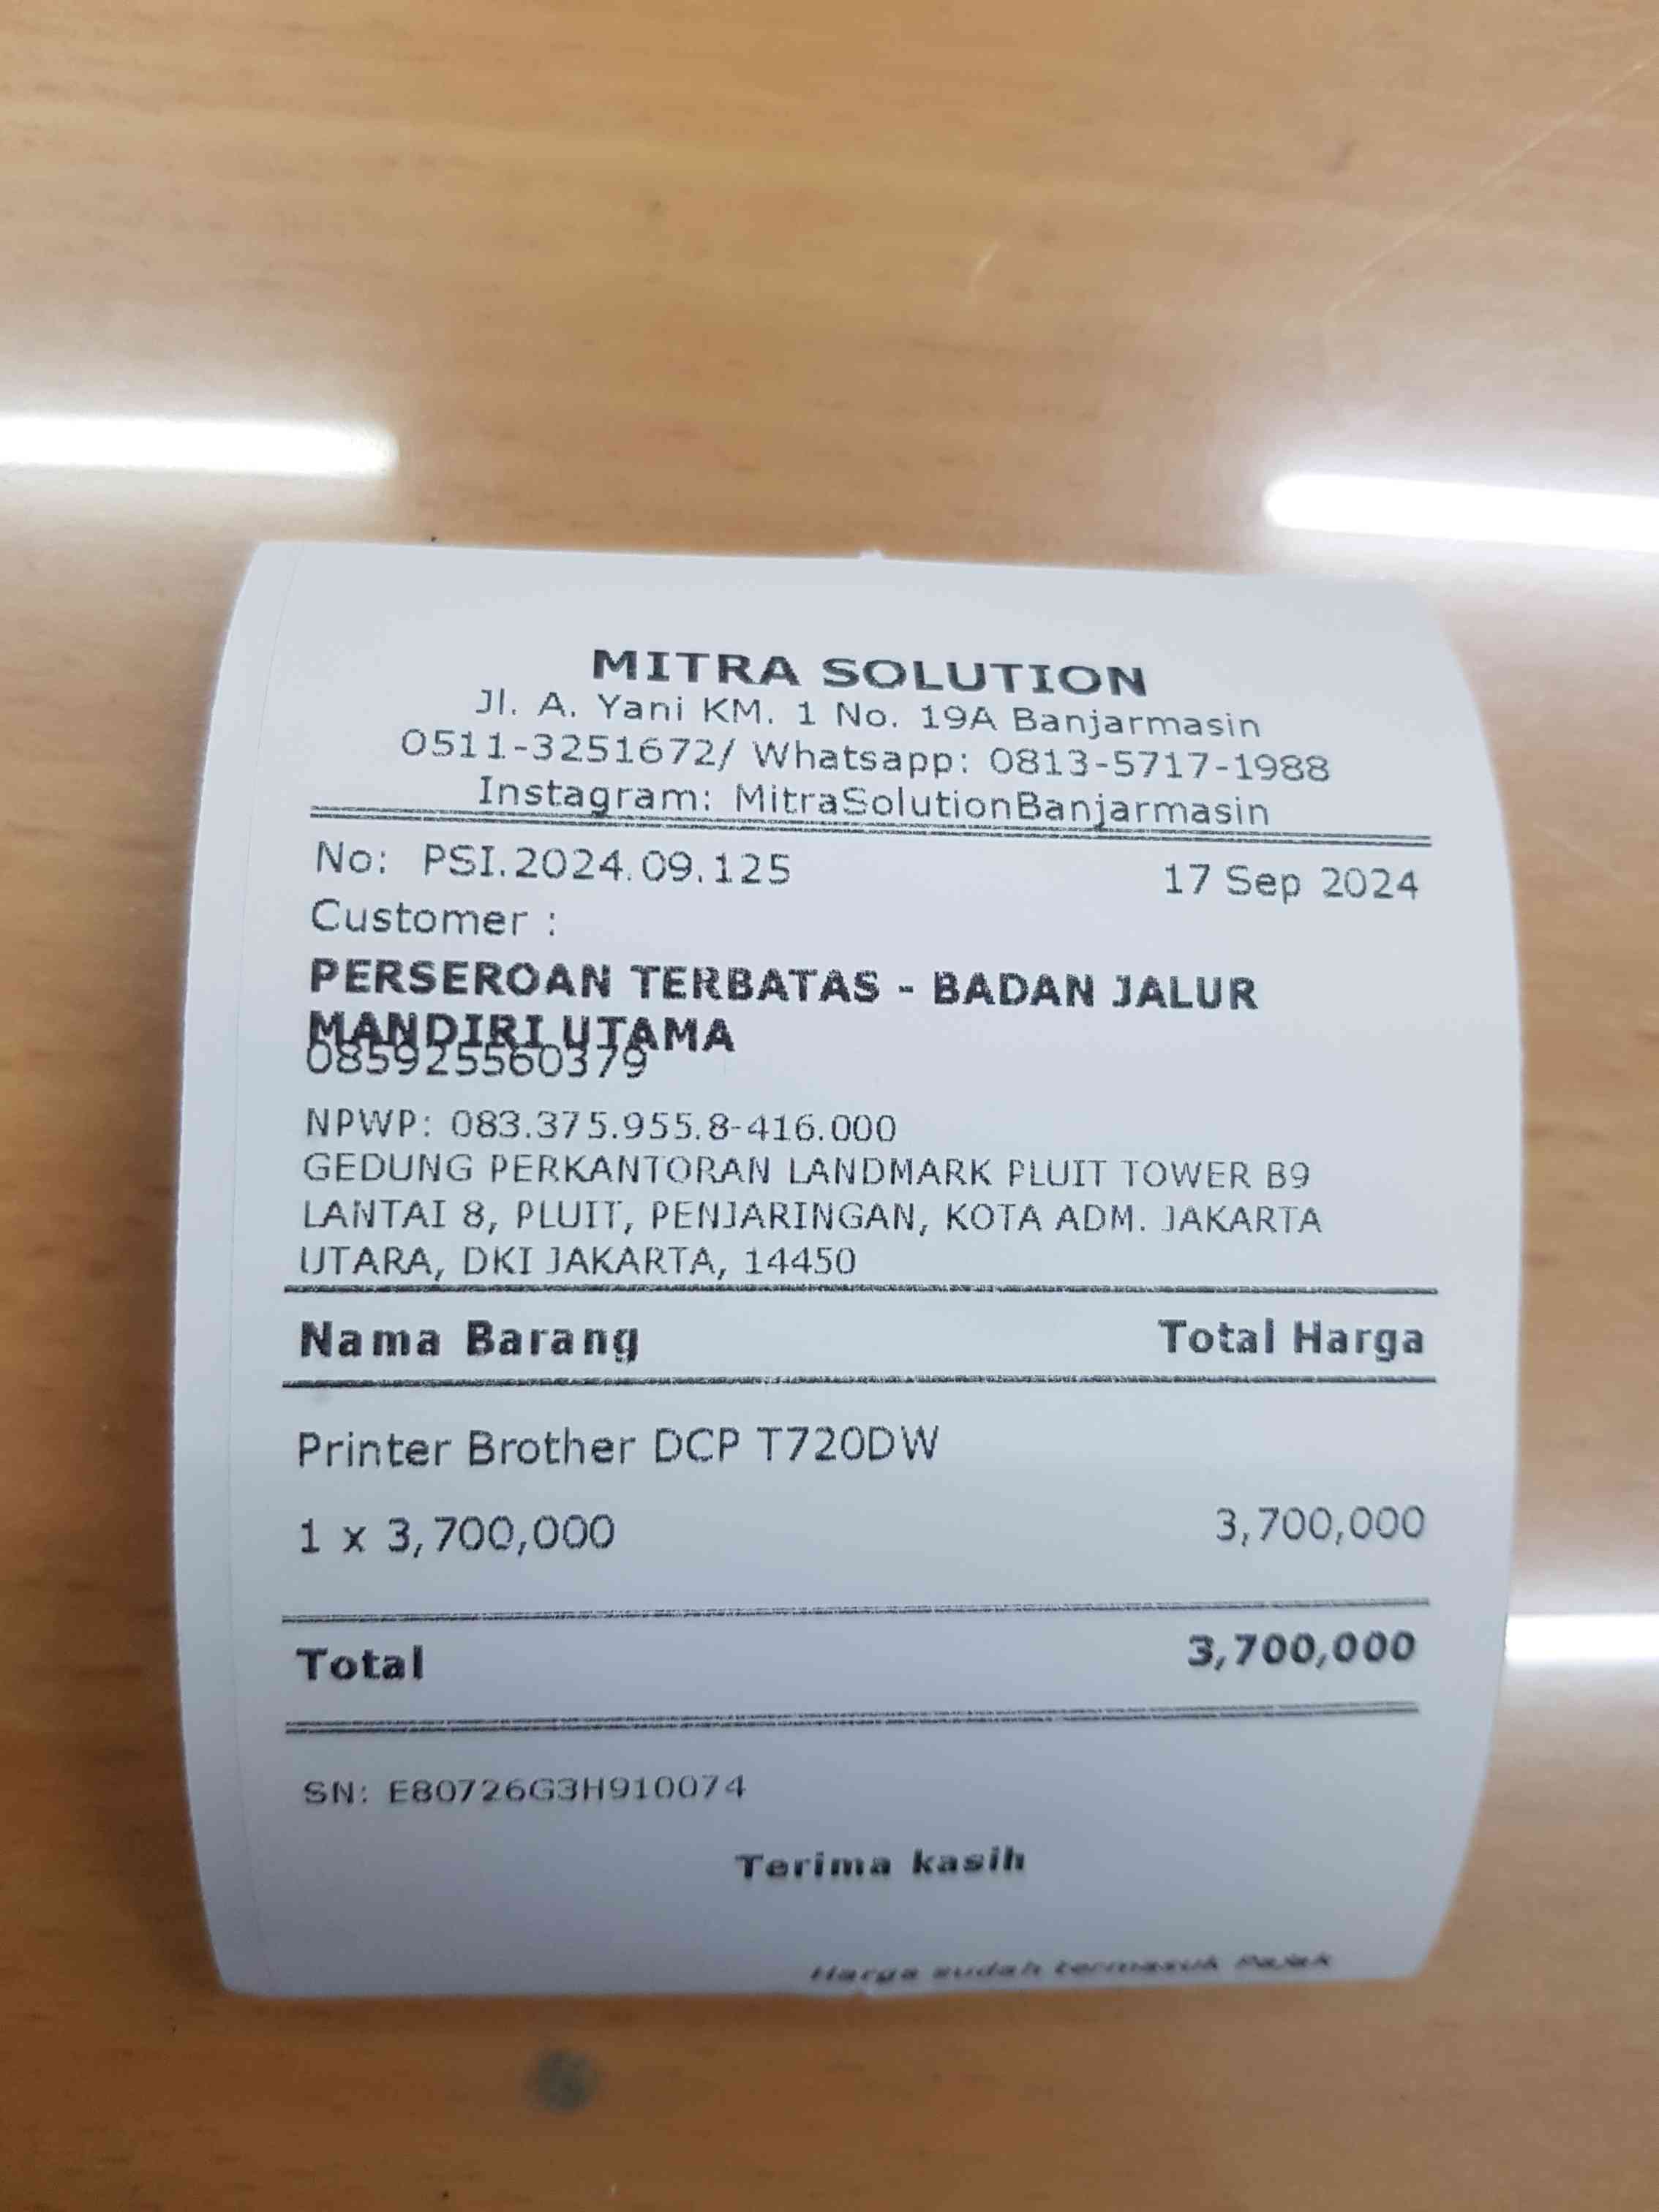 MITRA SOLUTION
Jl. A. Yani KM. 1 No. 19A Banjarmasin
0511-3251672/ Whatsapp: 0813-5717-1988
Instagram: MitraSolutionBanjarmasin
No: PSI.2024.09.125 17 Sep 2024
Customer :
PERSEROAN TERBATAS - BADAN JALUR
MANDIRI UTAMA
085925560379
NPWP: 083.375.955.8-416.000
GEDUNG PERKANTORAN LANDMARK PLUIT TOWER B9
LANTAI 8, PLUIT, PENJARINGAN, KOTA ADM. JAKARTA
UTARA, DKI JAKARTA, 14450
Nama Barang Total Harga
Printer Brother DCP T720DW
1 x 3,700,000 3,700,000
Total 3,700,000
SN: E80726G3H910074
Terima kasih
Harga sudah termasuk Pajak